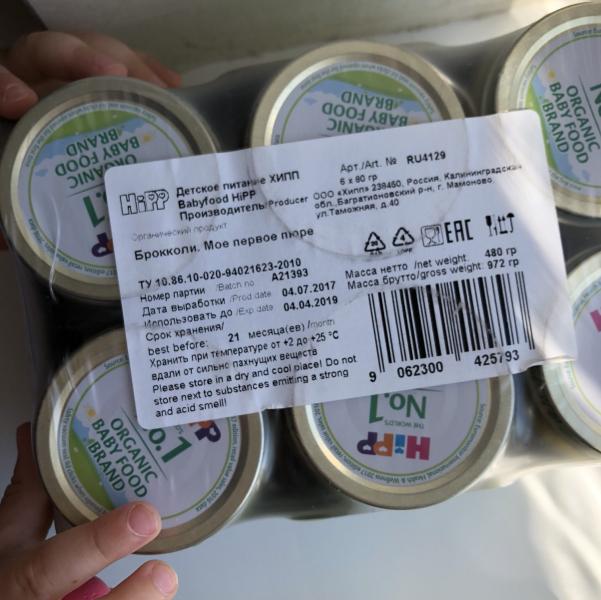 HiPP
Детское питание ХИПП
Babyfood HiPP
Производитель/Producer
Арт./Art. № RU4129
6 x 80 гр
ООО «Хипп» 238450, Россия, Калининградская
обл.,Багратионовский р-н, г. Мамоново,
ул.Таможняя, д.40
Органический продукт
Брокколи. Мое первое пюре
EAC
ТУ 10.86.10-020-94021623-2010
Номер партии /Batch no A21393
Дата выработки /Prod.date 04.07.2017
Использовать до /Exp.date 04.04.2019
Срок хранения/
best before: 21 месяца(ев) /month
Хранить при температуре от +2 до +25 °C
вдали от сильно пахнущих веществ
Please store in a dry and cool place! Do not
store next to substances emitting a strong
and acid smell!
Масса нетто /net weight: 480 гр
Масса брутто/gross weight: 972 гр
9 062300 425793
ORGANIC
BABY FOOD
BRAND
No.1
ORGANIC
BABY FOOD
BRAND
ORGANIC
BABY FOOD
BRAND
No.1
ORGANIC
BABY FOOD
BRAND
HiPP
THE WORLD'S
No.1